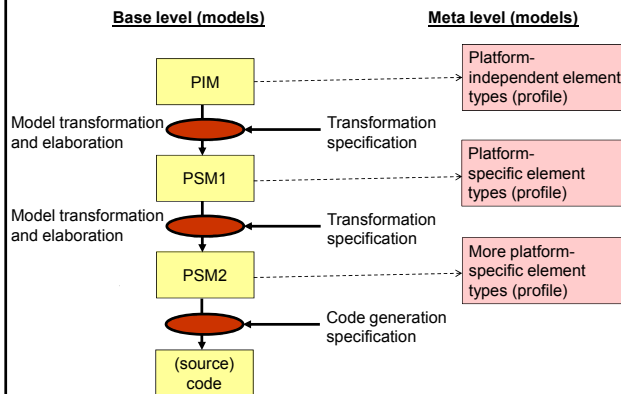 Base level (models)
Meta level (models)
PIM
Platform-
independent element
types (profile)
Model transformation
and elaboration
Transformation
specification
PSM1
Platform-
specific element
types (profile)
Model transformation
and elaboration
Transformation
specification
PSM2
More platform-
specific element
types (profile)
Code generation
specification
(source)
code